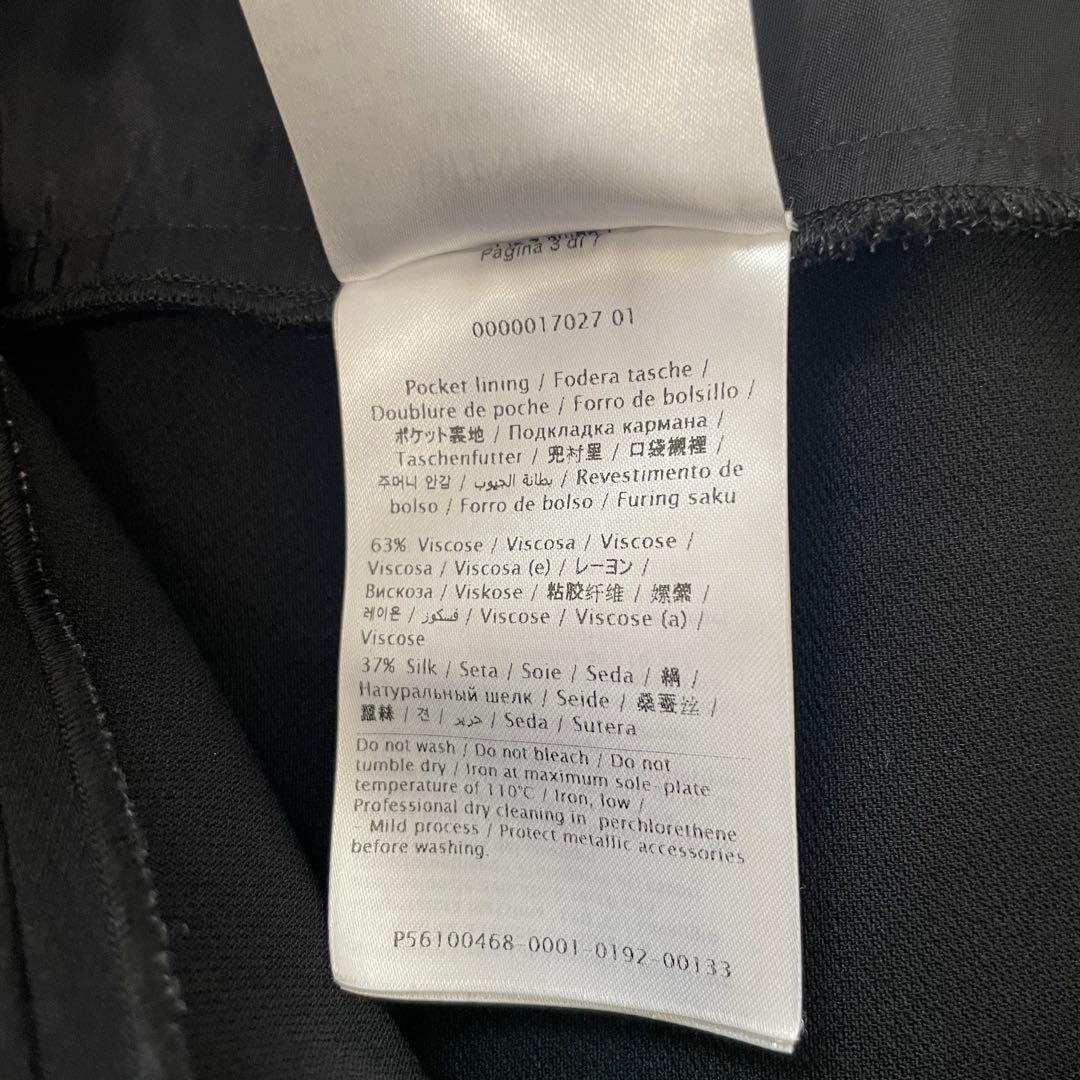 Pagina 3 di 7
0000017027 01
Pocket lining / Fodera tasche /
Doublure de poche / Forro de bolsillo /
ポケット裏地 / Подкладка кармана /
Taschenfutter / 兜衬里 / 口袋襯裡 /
주머니 안감 / بطانة الجيوب / Revestimento de
bolso / Forro de bolso / Furing saku
63% Viscose / Viscosa / Viscose /
Viscosa / Viscosa (e) / レーヨン /
Вискоза / Viskose / 粘胶纤维 / 嫘縈 /
레이온 / فسكوز / Viscose / Viscose (a) /
Viscose
37% Silk / Seta / Soie / Seda / 絹 /
Натуральный шелк / Seide / 桑蚕丝 /
蠶絲 / 견 / حرير / Seda / Sutera
Do not wash / Do not bleach / Do not
tumble dry / Iron at maximum sole- plate
temperature of 110°C / Iron, low /
Professional dry cleaning in perchlorethene
- Mild process / Protect metallic accessories
before washing.
P56100468-0001-0192-00133